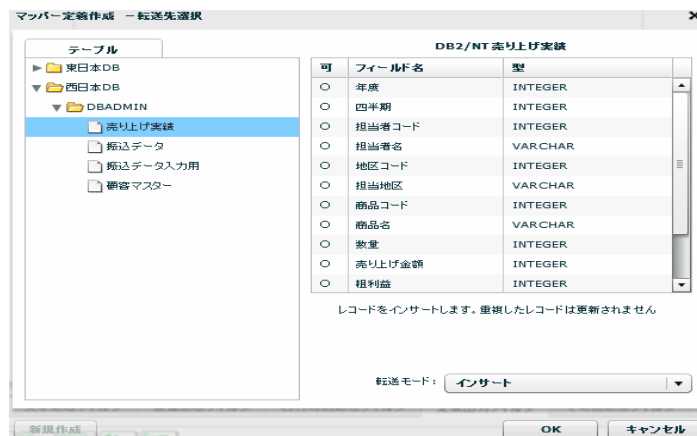 マッパー定義作成 －転送先選択
テーブル
東日本DB
西日本DB
DBADMIN
売り上げ実績
振込データ
振込データ入力用
顧客マスター
DB2/NT 売り上げ実績
可 フィールド名 型
○ 年度 INTEGER
○ 四半期 INTEGER
○ 担当者コード INTEGER
○ 担当者名 VARCHAR
○ 地区コード INTEGER
○ 担当地区 VARCHAR
○ 商品コード INTEGER
○ 商品名 VARCHAR
○ 数量 INTEGER
○ 売り上げ金額 INTEGER
○ 粗利益 INTEGER
レコードをインサートします。重複したレコードは更新されません
転送モード： インサート
新規作成
OK キャンセル